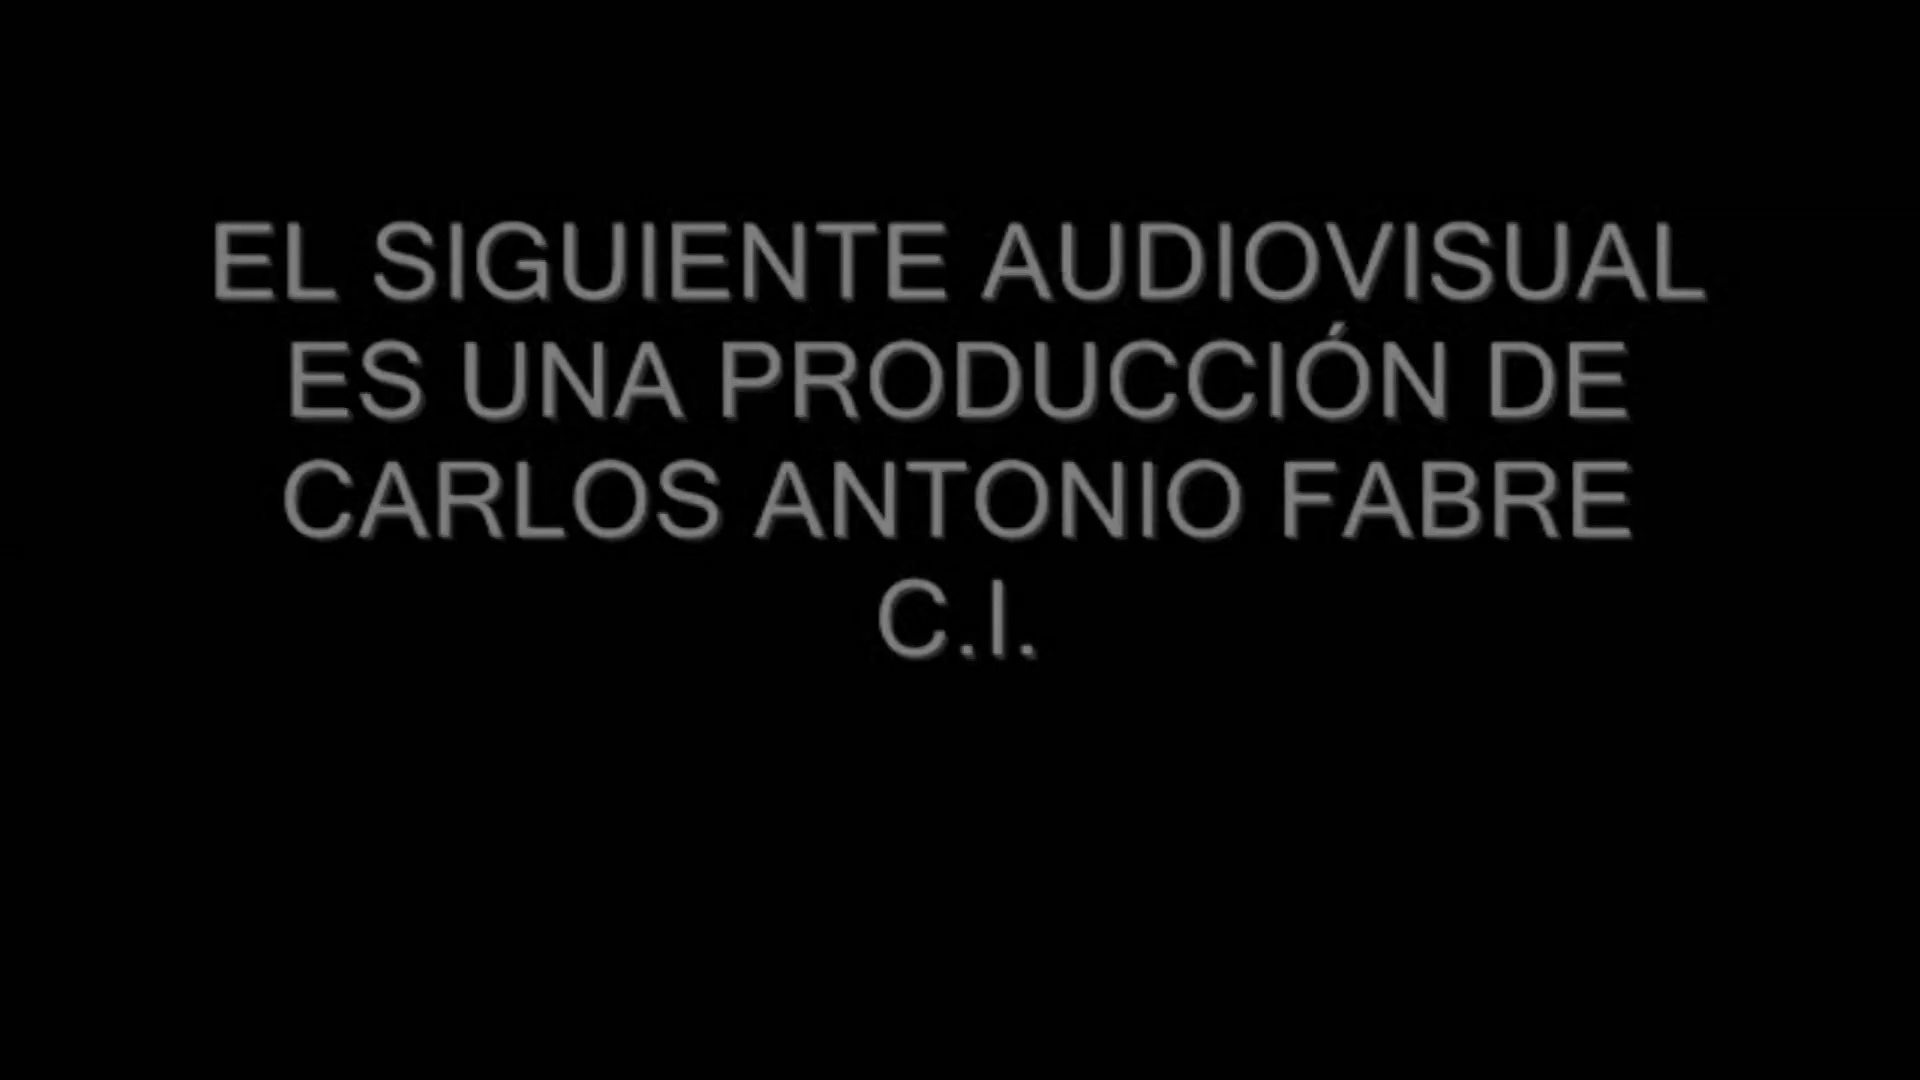 EL SIGUIENTE AUDIOVISUAL
ES UNA PRODUCCIÓN DE
CARLOS ANTONIO FABRE
C.I.